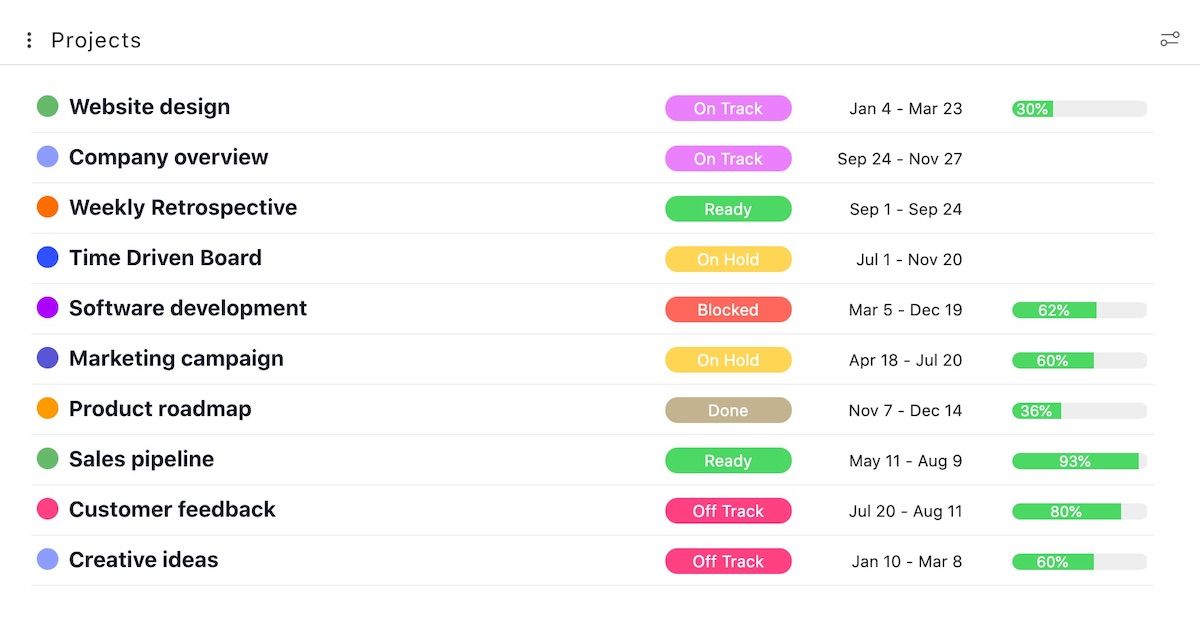 Projects
Website design On Track Jan 4 - Mar 23 30%
Company overview On Track Sep 24 - Nov 27
Weekly Retrospective Ready Sep 1 - Sep 24
Time Driven Board On Hold Jul 1 - Nov 20
Software development Blocked Mar 5 - Dec 19 62%
Marketing campaign On Hold Apr 18 - Jul 20 60%
Product roadmap Done Nov 7 - Dec 14 36%
Sales pipeline Ready May 11 - Aug 9 93%
Customer feedback Off Track Jul 20 - Aug 11 80%
Creative ideas Off Track Jan 10 - Mar 8 60%